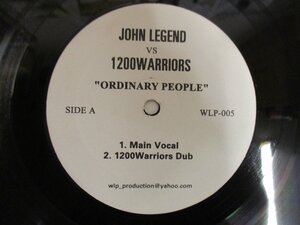 JOHN LEGEND
VS
1200WARRIORS
"ORDINARY PEOPLE"
SIDE A
WLP-005
1. Main Vocal
2. 1200Warriors Dub
wlp_production@yahoo.com